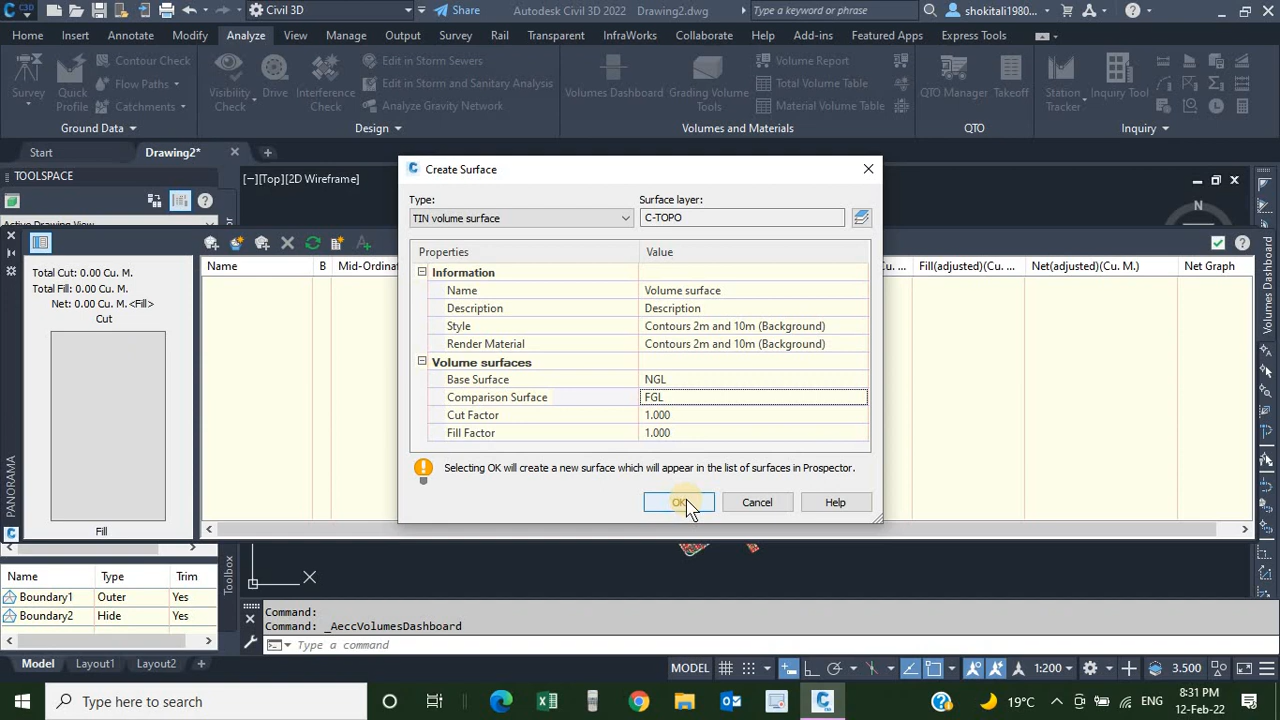 C3D
Civil 3D
Share
Autodesk Civil 3D 2022
Drawing2.dwg
Type a keyword or phrase
shokitali1980...
Home
Insert
Annotate
Modify
Analyze
View
Manage
Output
Survey
Rail
Transparent
InfraWorks
Collaborate
Help
Add-ins
Featured Apps
Express Tools
Survey
Quick Profile
Contour Check
Flow Paths
Catchments
Ground Data
Visibility Check
Drive
Interference Check
Edit in Storm Sewers
Edit in Storm and Sanitary Analysis
Analyze Gravity Network
Design
Volumes Dashboard
Grading Volume Tools
Volume Report
Total Volume Table
Material Volume Table
Volumes and Materials
QTO Manager
Takeoff
QTO
Station Tracker
Inquiry Tool
Inquiry
Start
Drawing2*
TOOLSPACE
[−][Top][2D Wireframe]
Active Drawing View
N
Create Surface
Type:
Surface layer:
TIN volume surface
C-TOPO
Properties
Value
Information
Name
Volume surface
Description
Description
Style
Contours 2m and 10m (Background)
Render Material
Contours 2m and 10m (Background)
Volume surfaces
Base Surface
NGL
Comparison Surface
FGL
Cut Factor
1.000
Fill Factor
1.000
Selecting OK will create a new surface which will appear in the list of surfaces in Prospector.
OK
Cancel
Help
Total Cut: 0.00 Cu. M.
Total Fill: 0.00 Cu. M.
Net: 0.00 Cu. M.<Fill>
Cut
Fill
PANORAMA
Name
B
Mid-Ordinat
Cu. ...
Fill(adjusted)(Cu. ...
Net(adjusted)(Cu. M.)
Net Graph
Volumes Dashboard
Toolbox
Name
Type
Trim
Boundary1
Outer
Yes
Boundary2
Hide
Yes
X
Command:
Command: _AeccVolumesDashboard
Type a command
Model
Layout1
Layout2
MODEL
1:200
3.500
Type here to search
19°C
ENG
8:31 PM
12-Feb-22